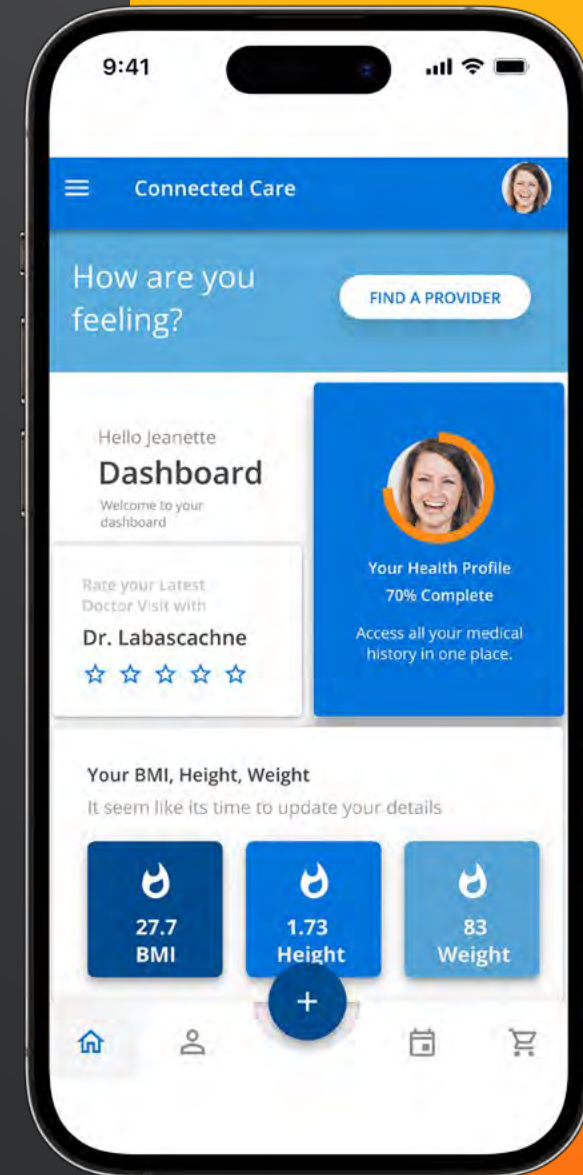 9:41
Connected Care
How are you
feeling?
FIND A PROVIDER
Hello Jeanette
Dashboard
Welcome to your
dashboard
Rate your Latest
Doctor Visit with
Dr. Labascachne
Your Health Profile
70% Complete
Access all your medical
history in one place.
Your BMI, Height, Weight
It seem like its time to update your details
27.7
BMI
1.73
Height
83
Weight
+